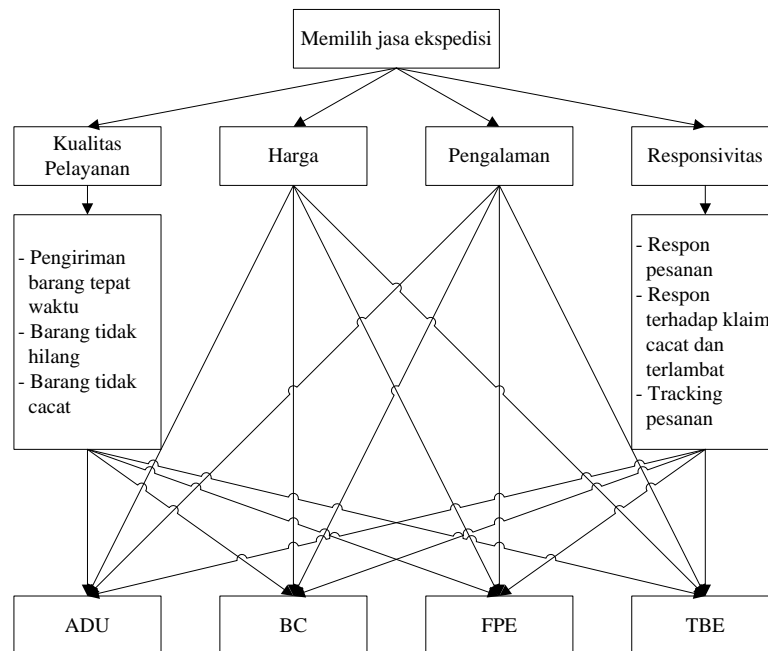 Memilih jasa ekspedisi
Kualitas
Pelayanan
Harga
Pengalaman
Responsivitas
- Pengiriman
barang tepat
waktu
- Barang tidak
hilang
- Barang tidak
cacat
- Respon
pesanan
- Respon
terhadap klaim
cacat dan
terlambat
- Tracking
pesanan
ADU
BC
FPE
TBE